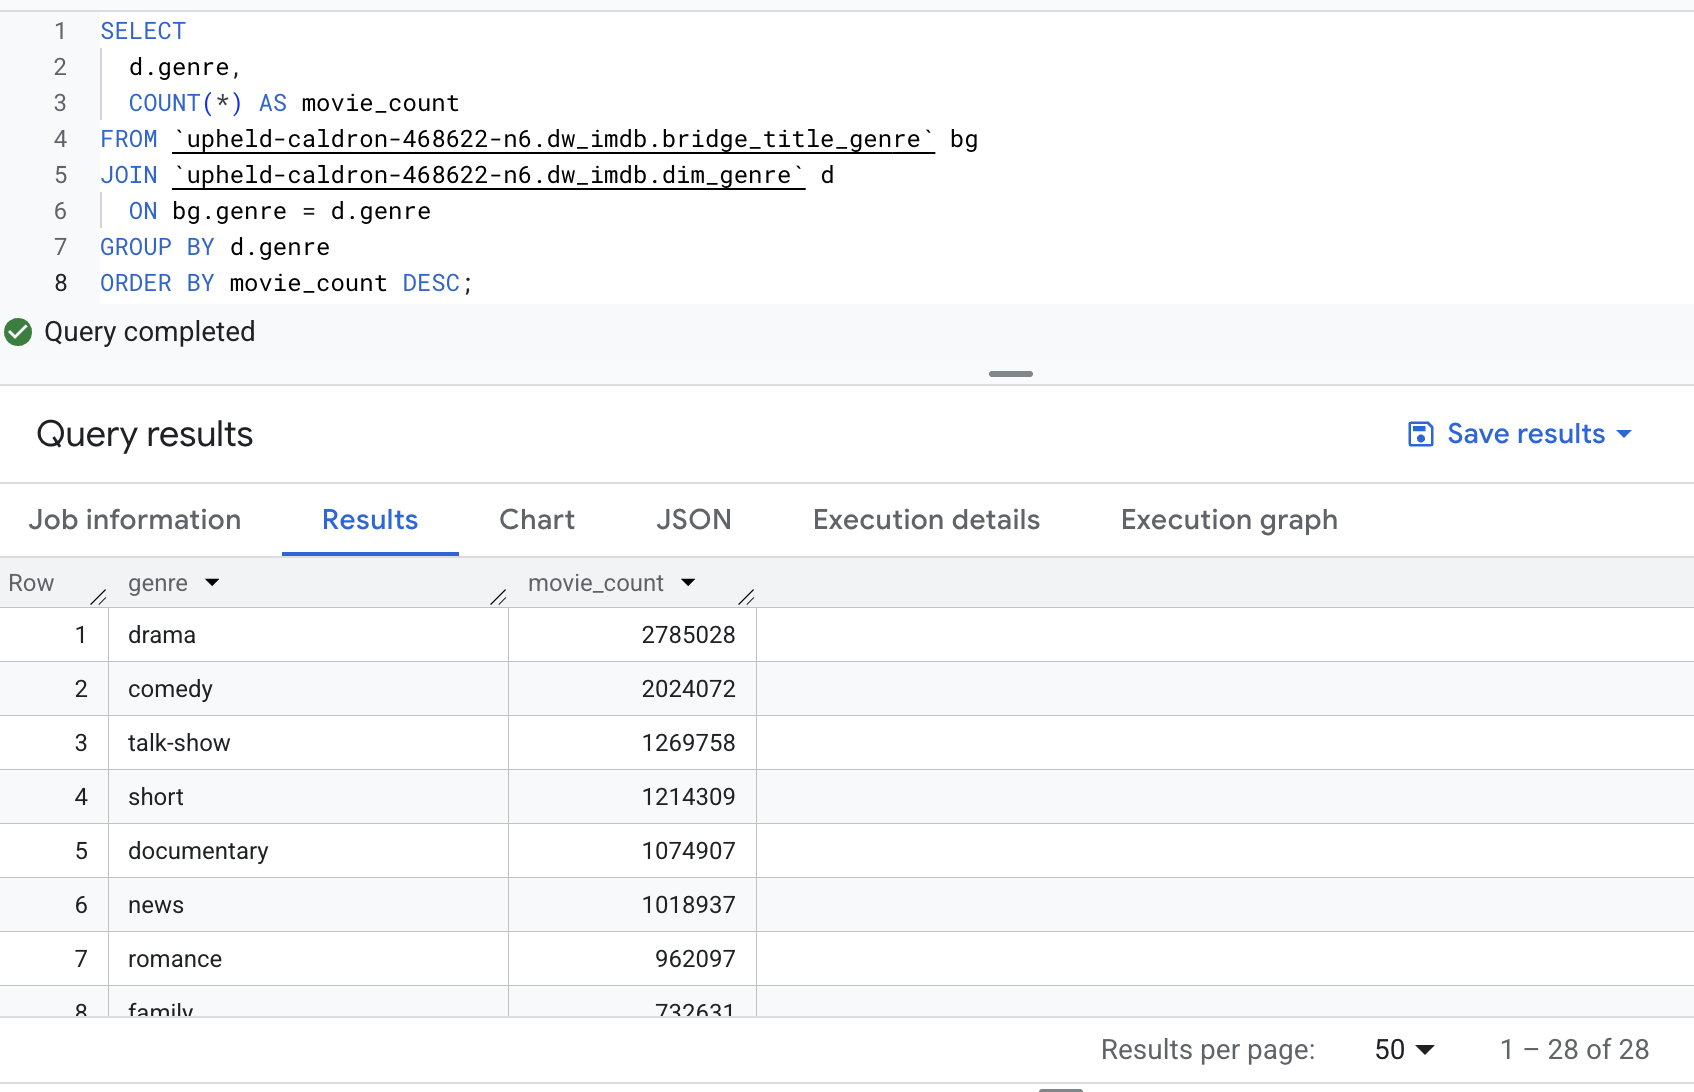 1 SELECT
2 d.genre,
3 COUNT(*) AS movie_count
4 FROM `upheld-caldron-468622-n6.dw_imdb.bridge_title_genre` bg
5 JOIN `upheld-caldron-468622-n6.dw_imdb.dim_genre` d
6 ON bg.genre = d.genre
7 GROUP BY d.genre
8 ORDER BY movie_count DESC;
Query completed
Query results Save results
Job information Results Chart JSON Execution details Execution graph
Row genre movie_count
1 drama 2785028
2 comedy 2024072
3 talk-show 1269758
4 short 1214309
5 documentary 1074907
6 news 1018937
7 romance 962097
8 family 732631
Results per page: 50 1 – 28 of 28